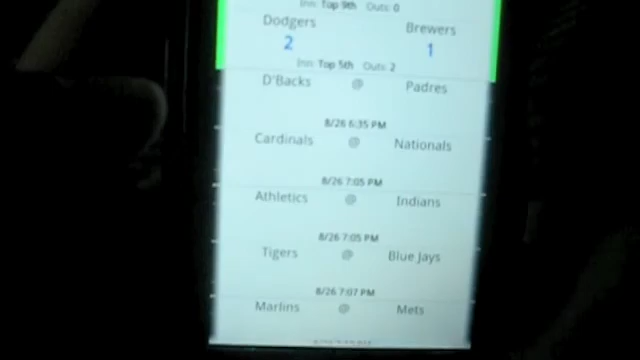 Inn: Top 9th Outs: 0
Dodgers Brewers
2 1
Inn: Top 5th Outs: 2
D'Backs @ Padres
8/26 6:35 PM
Cardinals @ Nationals
8/26 7:05 PM
Athletics @ Indians
8/26 7:05 PM
Tigers @ Blue Jays
8/26 7:07 PM
Marlins @ Mets